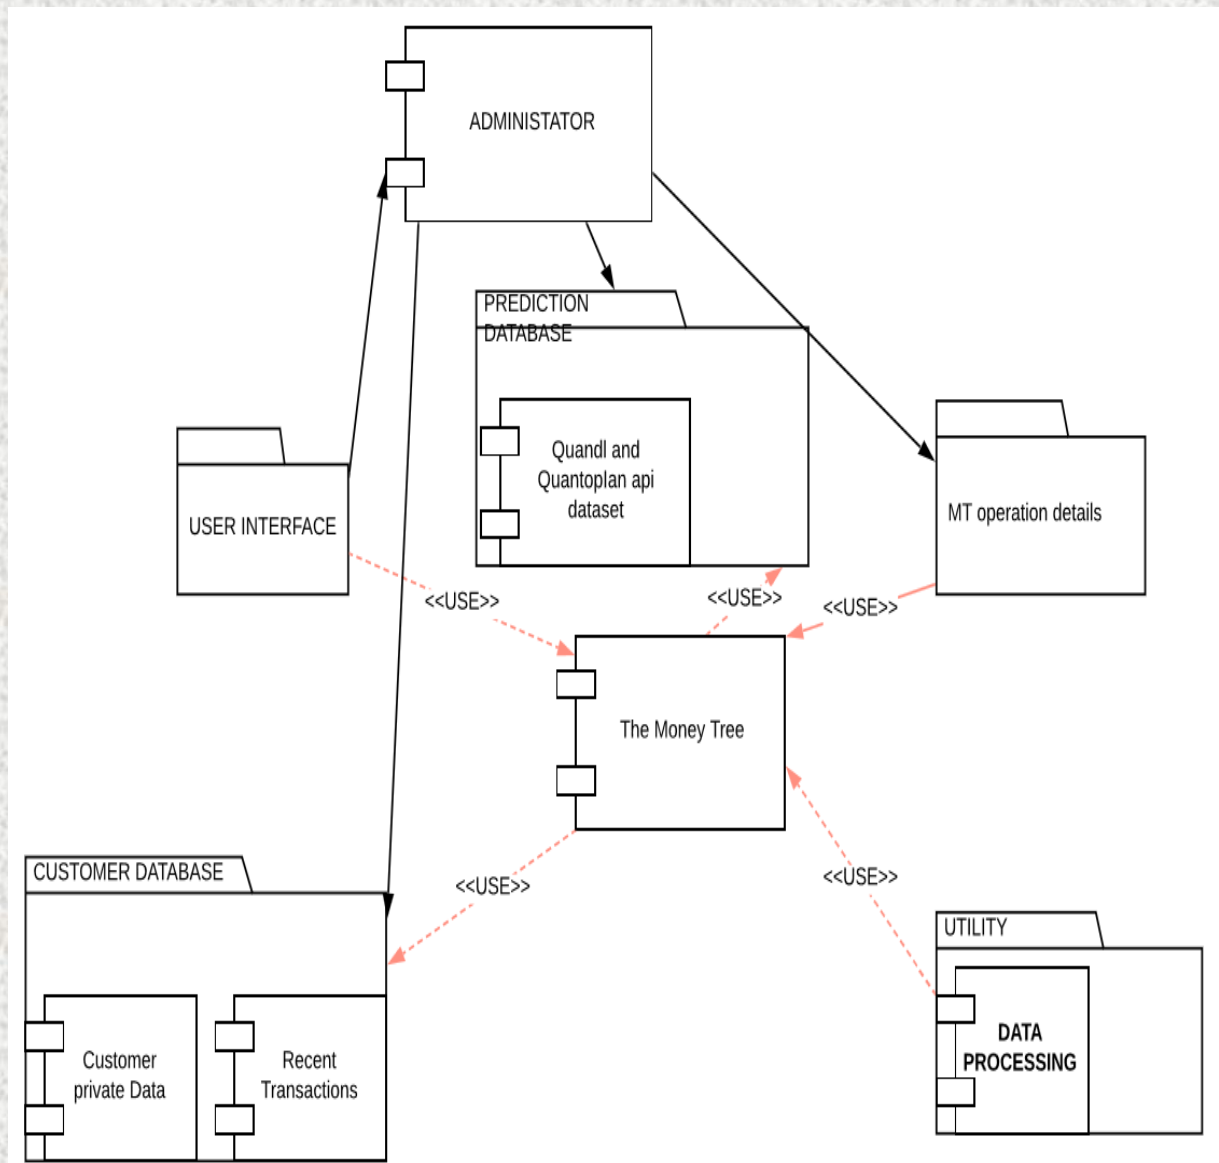 ADMINISTATOR
PREDICTION
DATABASE
Quandl and
Quantoplan api
dataset
USER INTERFACE
MT operation details
<<USE>>
<<USE>>
<<USE>>
The Money Tree
<<USE>>
<<USE>>
CUSTOMER DATABASE
Customer
private Data
Recent
Transactions
UTILITY
DATA
PROCESSING